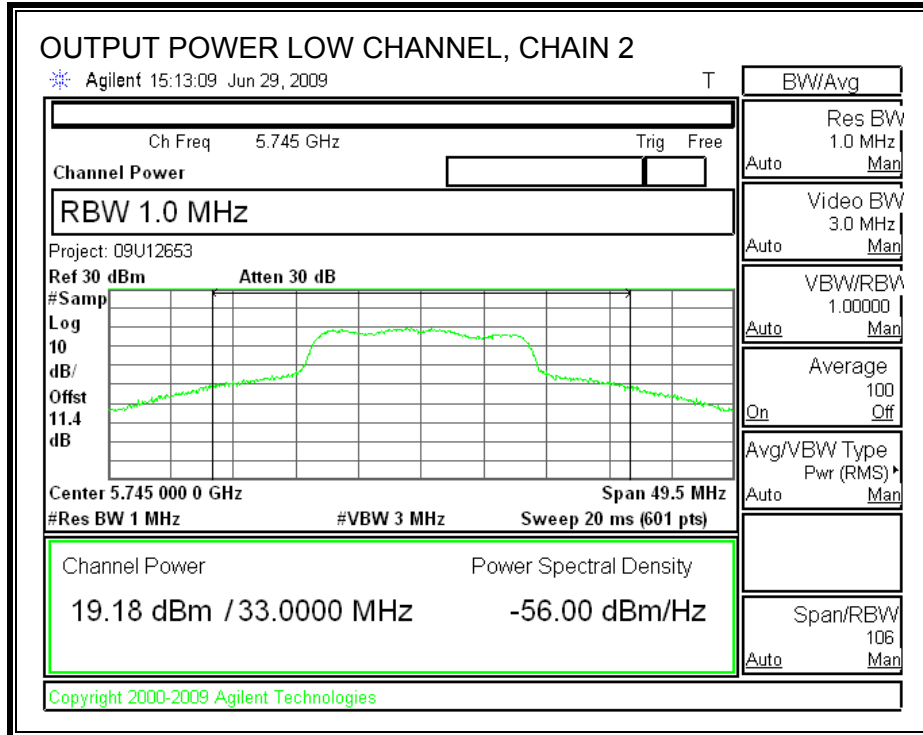 OUTPUT POWER LOW CHANNEL, CHAIN 2
Agilent 15:13:09 Jun 29, 2009 T
Ch Freq 5.745 GHz Trig Free
Channel Power
RBW 1.0 MHz
Project: 09U12653
Ref 30 dBm Atten 30 dB
#Samp
Log
10
dB/
Offst
11.4
dB
Center 5.745 000 0 GHz Span 49.5 MHz
#Res BW 1 MHz #VBW 3 MHz Sweep 20 ms (601 pts)
Channel Power Power Spectral Density
19.18 dBm / 33.0000 MHz -56.00 dBm/Hz
Copyright 2000-2009 Agilent Technologies
BW/Avg
Res BW
1.0 MHz
Auto Man
Video BW
3.0 MHz
Auto Man
VBW/RBW
1.00000
Auto Man
Average
100
On Off
Avg/VBW Type
Pwr (RMS)
Auto Man
Span/RBW
106
Auto Man